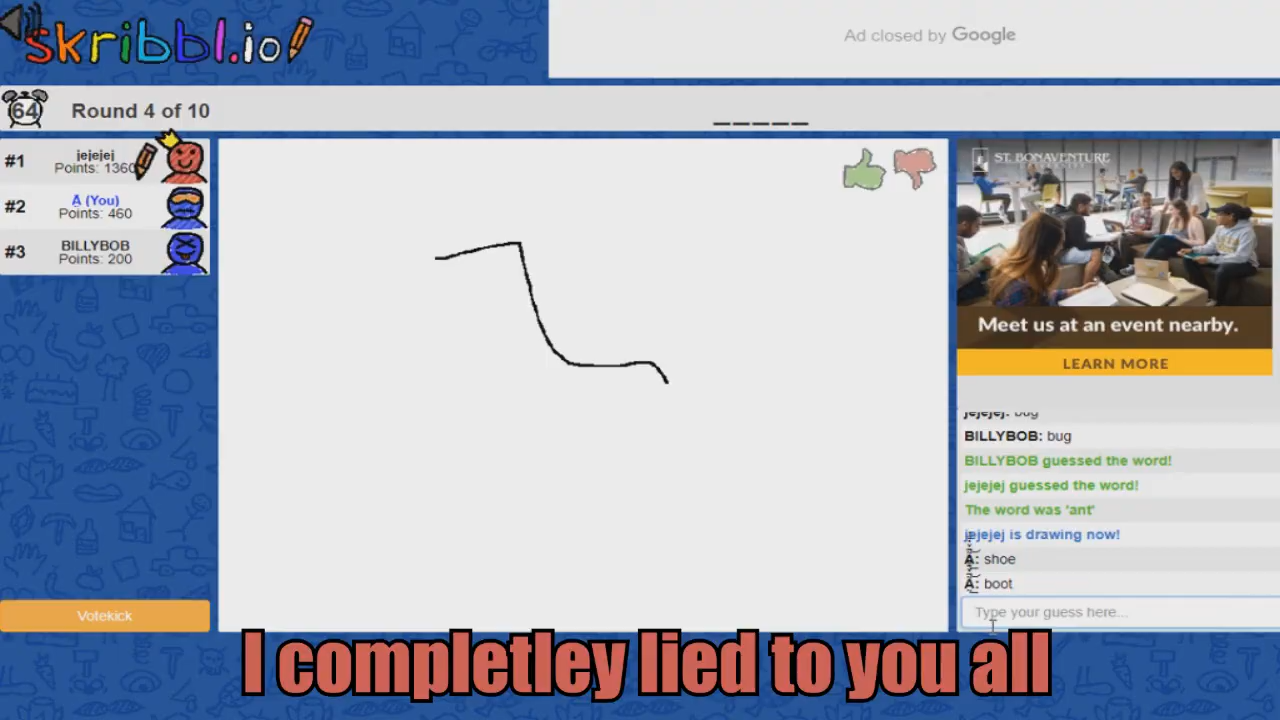 skribbl.io
Ad closed by Google
64
Round 4 of 10
_____
#1
jejejej
Points: 1360
#2
A (You)
Points: 460
#3
BILLYBOB
Points: 200
ST. BONAVENTURE
Meet us at an event nearby.
LEARN MORE
jejejej: bug
BILLYBOB: bug
BILLYBOB guessed the word!
jejejej guessed the word!
The word was 'ant'
jejejej is drawing now!
A: shoe
A: boot
Type your guess here...
Votekick
I completley lied to you all